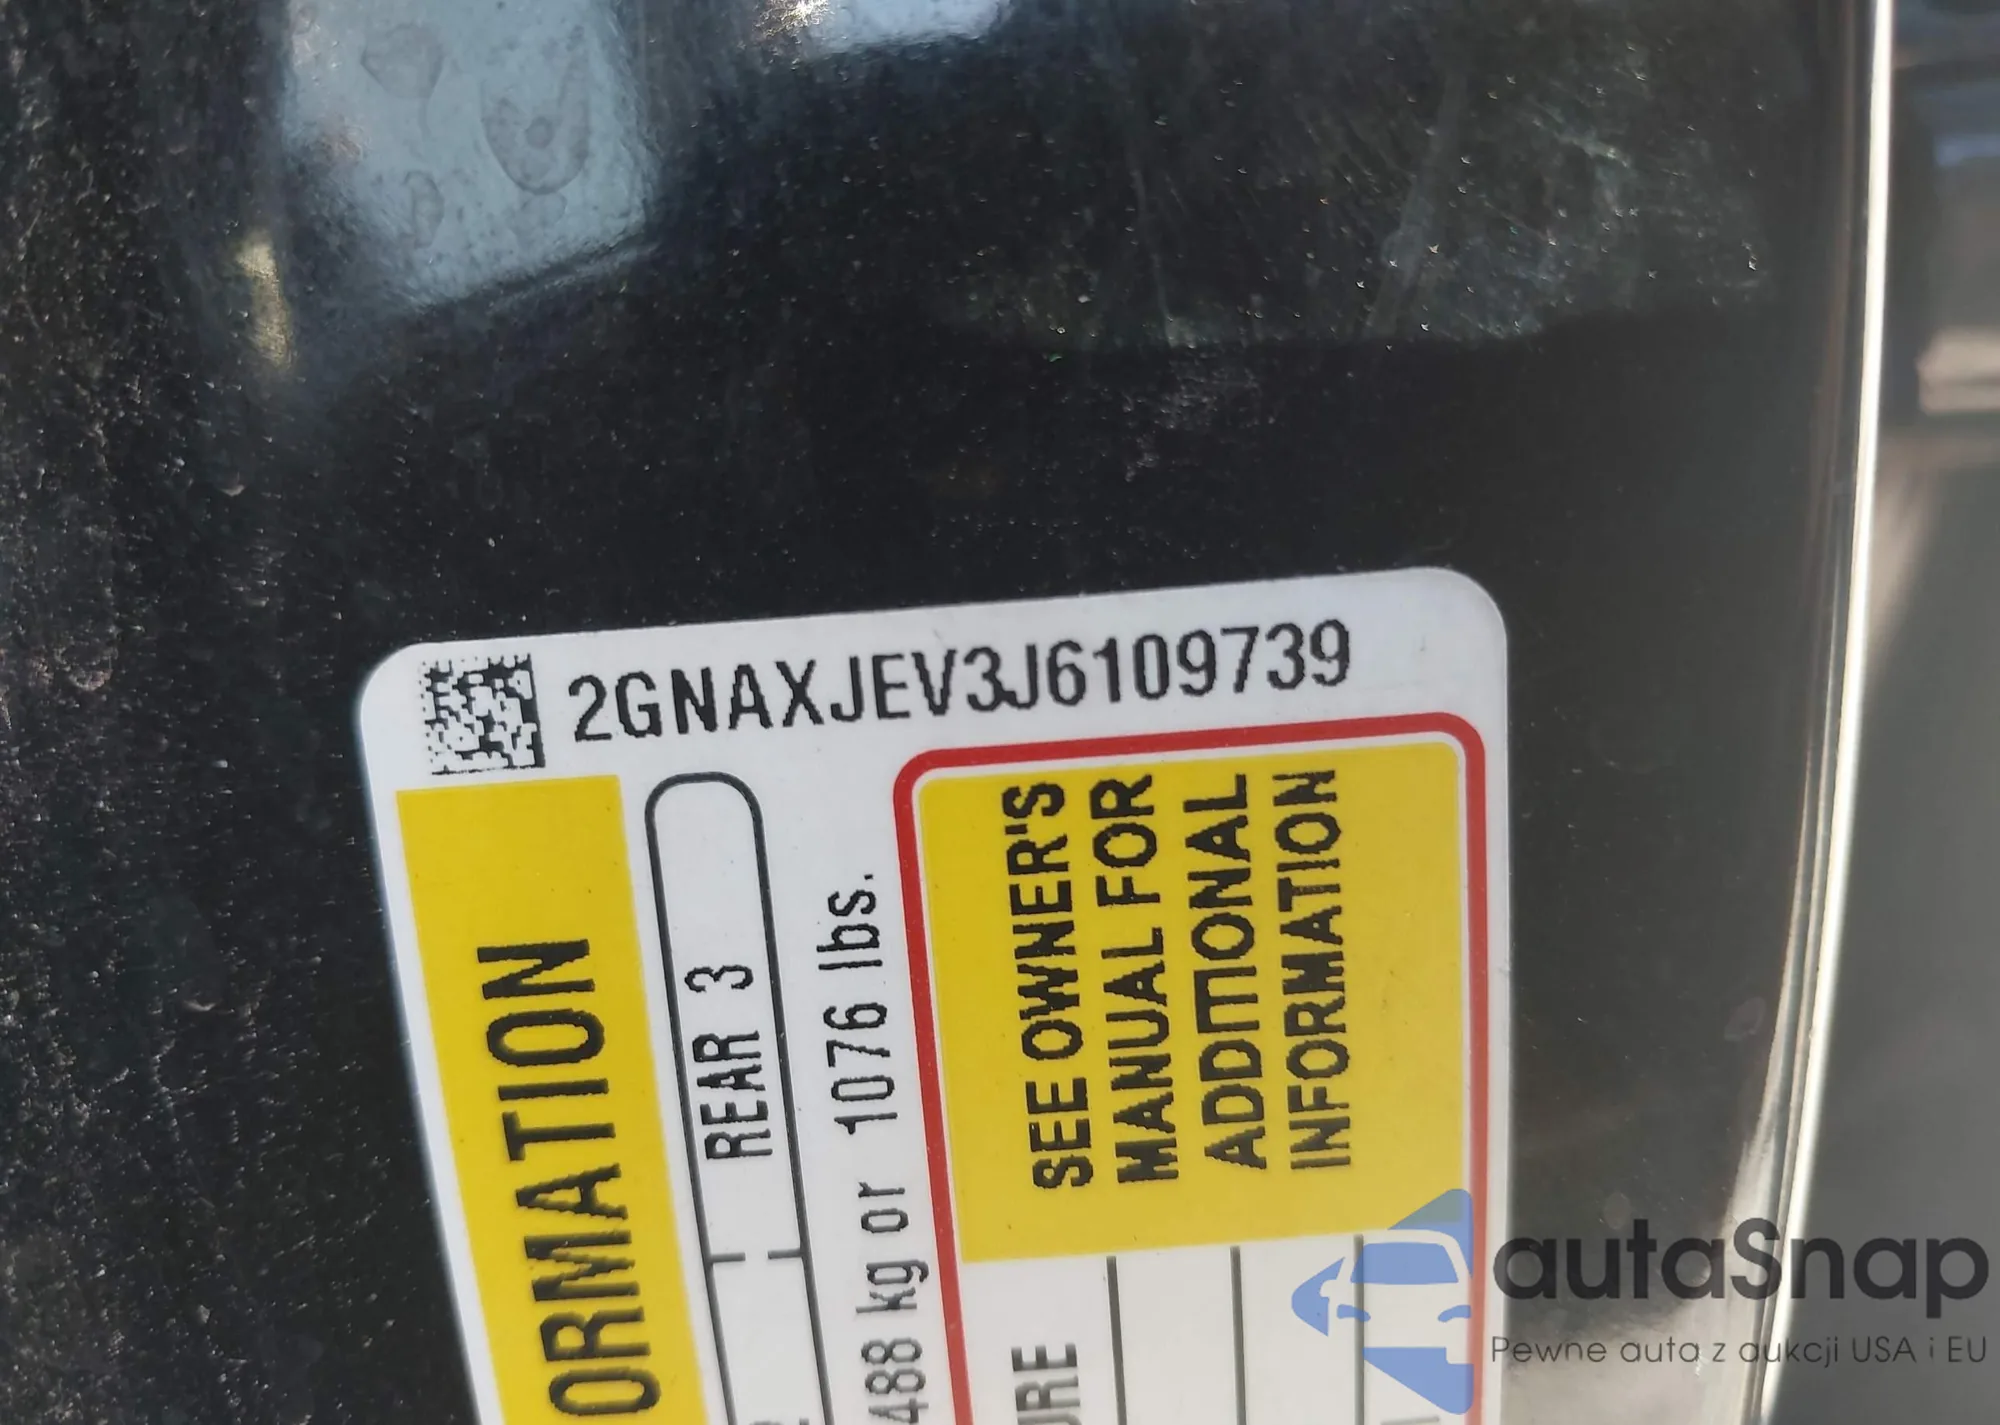 2GNAXJEV3J6109739
ORMATION
REAR 3
488 kg or 1076 lbs.
SEE OWNER'S
MANUAL FOR
ADDITIONAL
INFORMATION
URE
autaSnap
Pewne auta z aukcji USA i EU